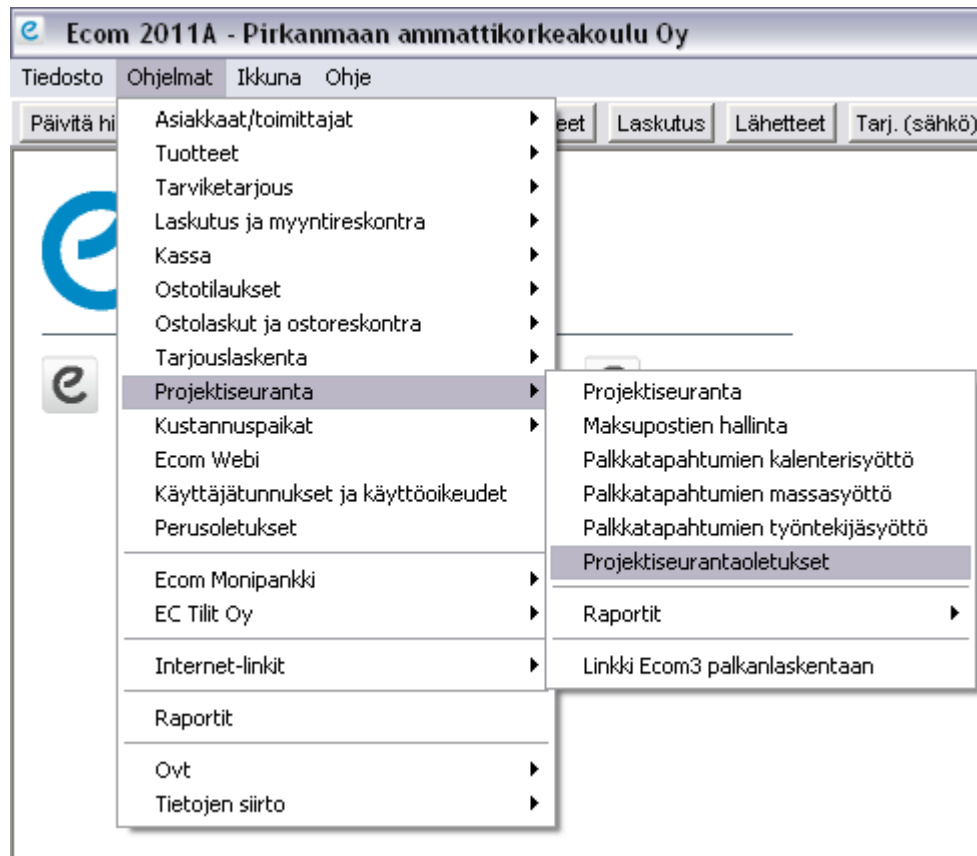 Ecom 2011A - Pirkanmaan ammattikorkeakoulu Oy
Tiedosto Ohjelmat Ikkuna Ohje
Päivitä hi eet Laskutus Lähetteet Tarj. (sähkö)
Asiakkaat/toimittajat
Tuotteet
Tarviketarjous
Laskutus ja myyntireskontra
Kassa
Ostotilaukset
Ostolaskut ja ostoreskontra
Tarjouslaskenta
Projektiseuranta
Kustannuspaikat
Ecom Webi
Käyttäjätunnukset ja käyttöoikeudet
Perusoletukset
Ecom Monipankki
EC Tilit Oy
Internet-linkit
Raportit
Ovt
Tietojen siirto
Projektiseuranta
Maksupostien hallinta
Palkkatapahtumien kalenterisyöttö
Palkkatapahtumien massasyöttö
Palkkatapahtumien työntekijäsyöttö
Projektiseurantaoletukset
Raportit
Linkki Ecom3 palkanlaskentaan